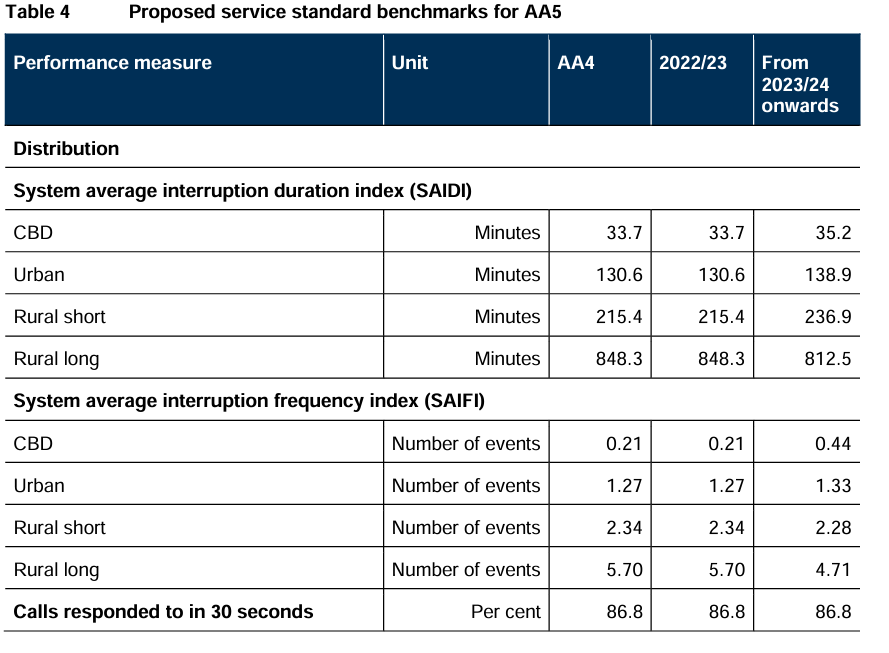 Table 4 Proposed service standard benchmarks for AA5
Performance measure Unit AA4 2022/23 From 2023/24 onwards
Distribution
System average interruption duration index (SAIDI)
CBD Minutes 33.7 33.7 35.2
Urban Minutes 130.6 130.6 138.9
Rural short Minutes 215.4 215.4 236.9
Rural long Minutes 848.3 848.3 812.5
System average interruption frequency index (SAIFI)
CBD Number of events 0.21 0.21 0.44
Urban Number of events 1.27 1.27 1.33
Rural short Number of events 2.34 2.34 2.28
Rural long Number of events 5.70 5.70 4.71
Calls responded to in 30 seconds Per cent 86.8 86.8 86.8